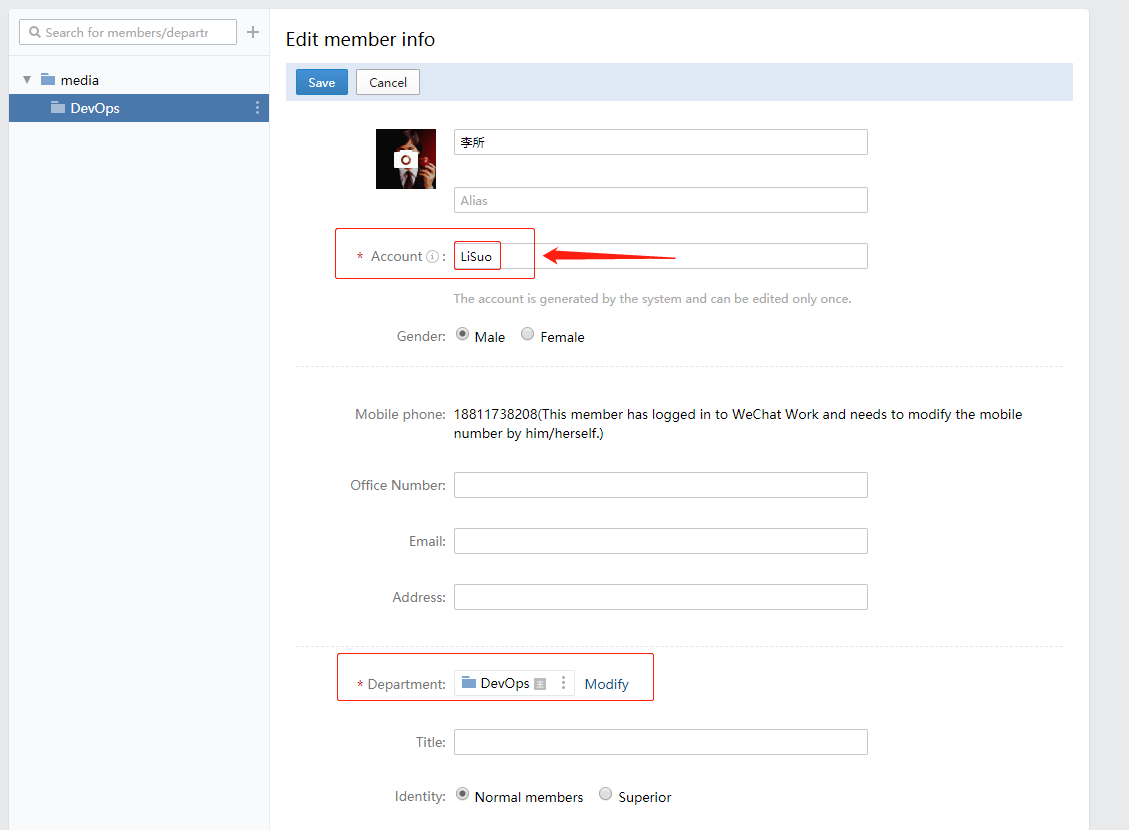 Search for members/departr
Edit member info
media
DevOps
Save Cancel
李所
Alias
* Account : LiSuo
The account is generated by the system and can be edited only once.
Gender: Male Female
Mobile phone: 18811738208(This member has logged in to WeChat Work and needs to modify the mobile
number by him/herself.)
Office Number:
Email:
Address:
* Department: DevOps 主 Modify
Title:
Identity: Normal members Superior